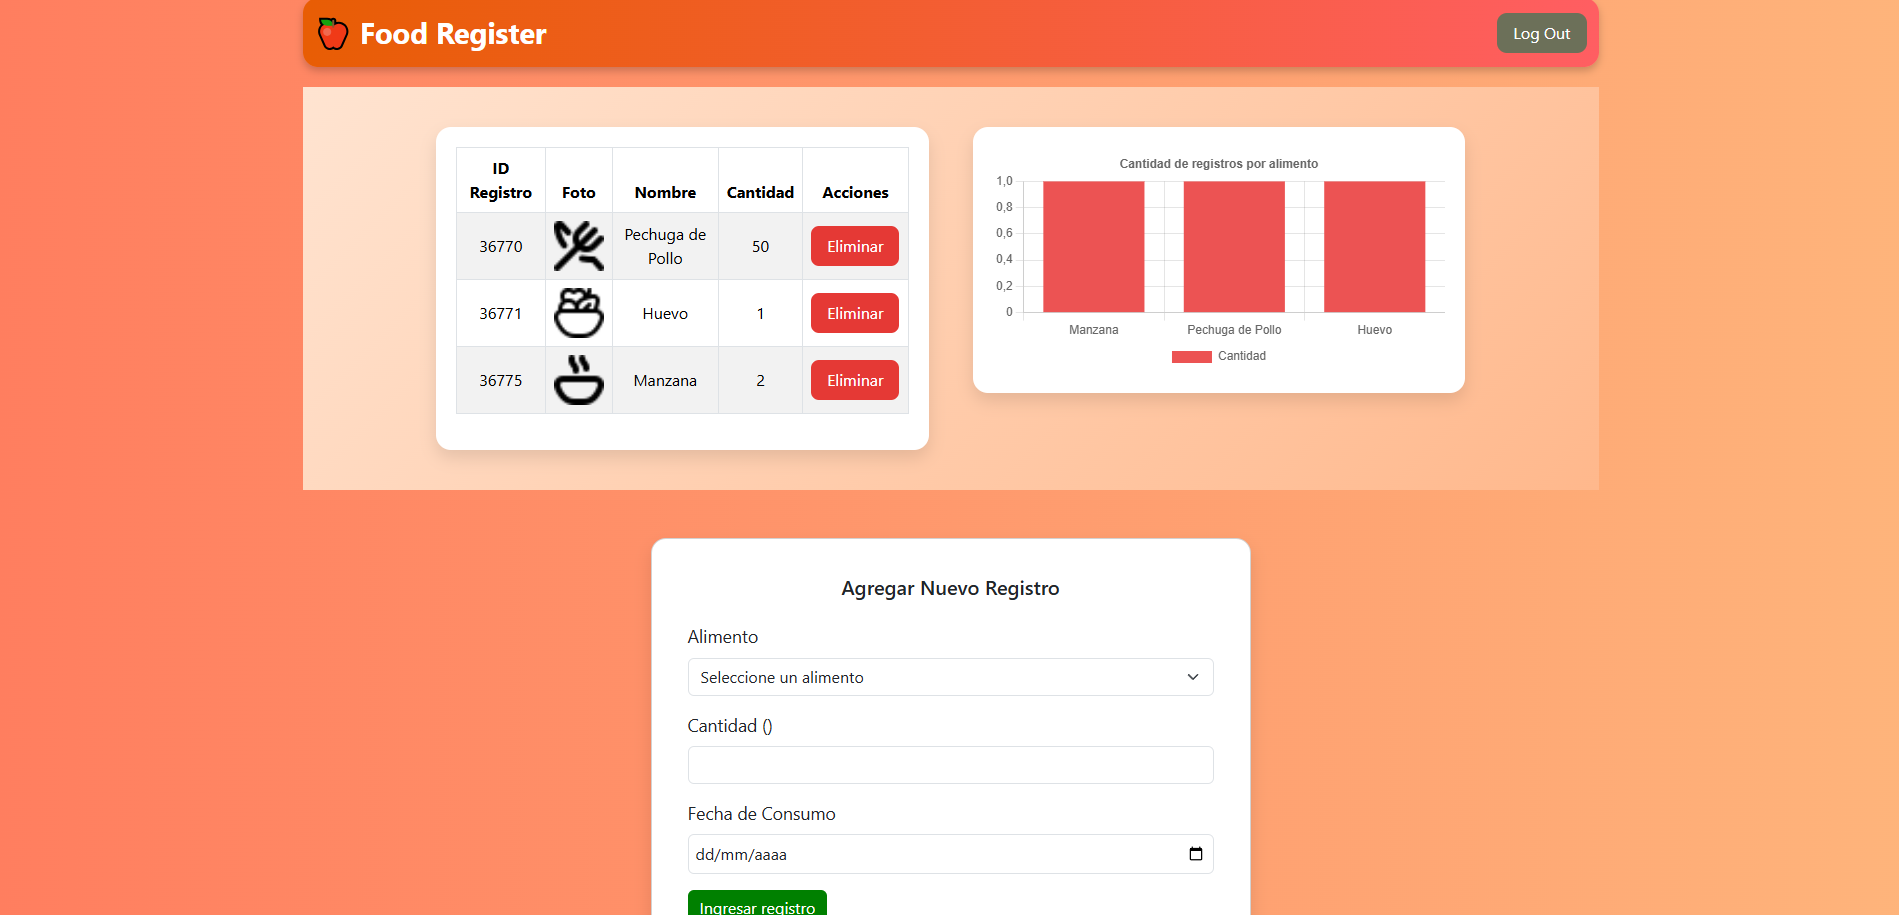 Food Register
Log Out
ID
Registro
Foto
Nombre
Cantidad
Acciones
36770
Pechuga de
Pollo
50
Eliminar
36771
Huevo
1
Eliminar
36775
Manzana
2
Eliminar
Cantidad de registros por alimento
1,0
0,8
0,6
0,4
0,2
0
Manzana
Pechuga de Pollo
Huevo
Cantidad
Agregar Nuevo Registro
Alimento
Seleccione un alimento
Cantidad ()
Fecha de Consumo
dd/mm/aaaa
Ingresar registro